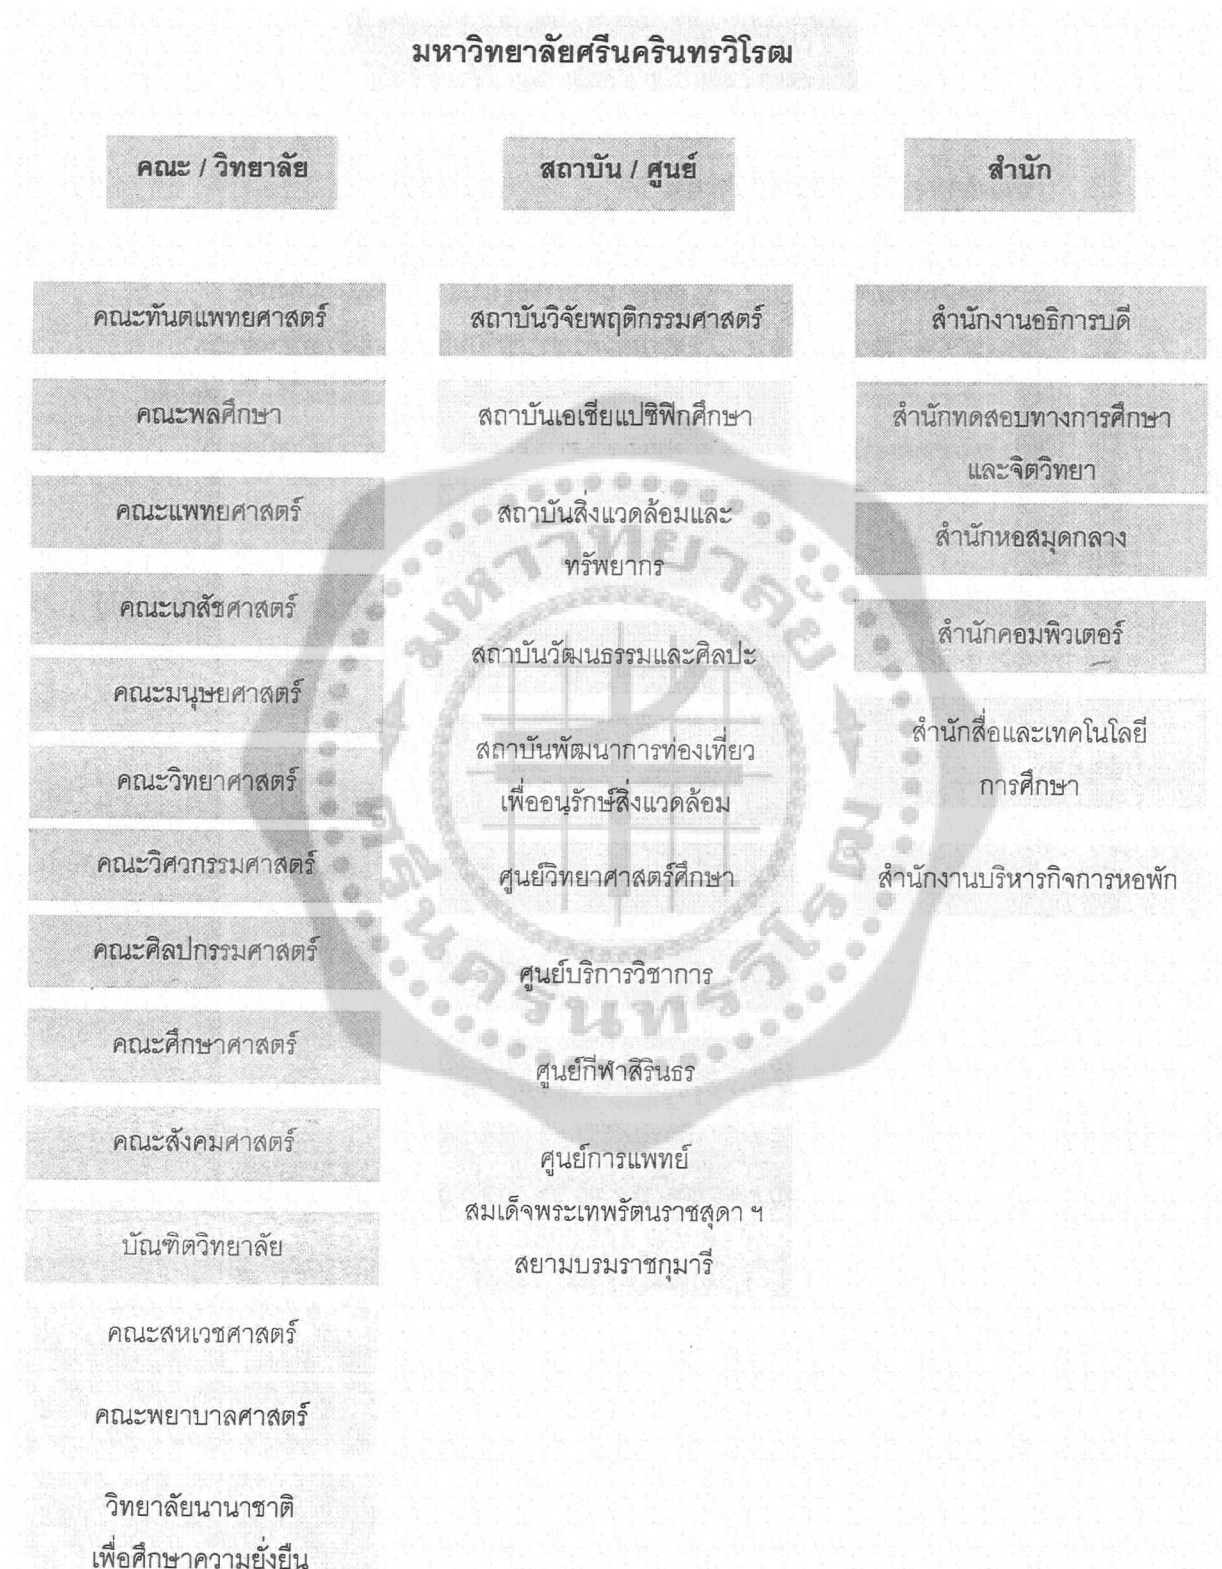 มหาวิทยาลัยศรีนครินทรวิโรฒ
คณะ / วิทยาลัย
สถาบัน / ศูนย์
สำนัก
คณะทันตแพทยศาสตร์
คณะพลศึกษา
คณะแพทยศาสตร์
คณะเภสัชศาสตร์
คณะมนุษยศาสตร์
คณะวิทยาศาสตร์
คณะวิศวกรรมศาสตร์
คณะศิลปกรรมศาสตร์
คณะศึกษาศาสตร์
คณะสังคมศาสตร์
บัณฑิตวิทยาลัย
คณะสหเวชศาสตร์
คณะพยาบาลศาสตร์
วิทยาลัยนานาชาติ
เพื่อศึกษาความยั่งยืน
สถาบันวิจัยพฤติกรรมศาสตร์
สถาบันเอเชียแปซิฟิกศึกษา
สถาบันสิ่งแวดล้อมและ
ทรัพยากร
สถาบันวัฒนธรรมและศิลปะ
สถาบันพัฒนาการท่องเที่ยว
เพื่ออนุรักษ์สิ่งแวดล้อม
ศูนย์วิทยาศาสตร์ศึกษา
ศูนย์บริการวิชาการ
ศูนย์กีฬาสิรินธร
ศูนย์การแพทย์
สมเด็จพระเทพรัตนราชสุดา ฯ
สยามบรมราชกุมารี
สำนักงานอธิการบดี
สำนักทดสอบทางการศึกษา
และจิตวิทยา
สำนักหอสมุดกลาง
สำนักคอมพิวเตอร์
สำนักสื่อและเทคโนโลยี
การศึกษา
สำนักงานบริหารกิจการหอพัก
มหาวิทยาลัย
ศรีนครินทรวิโรฒ